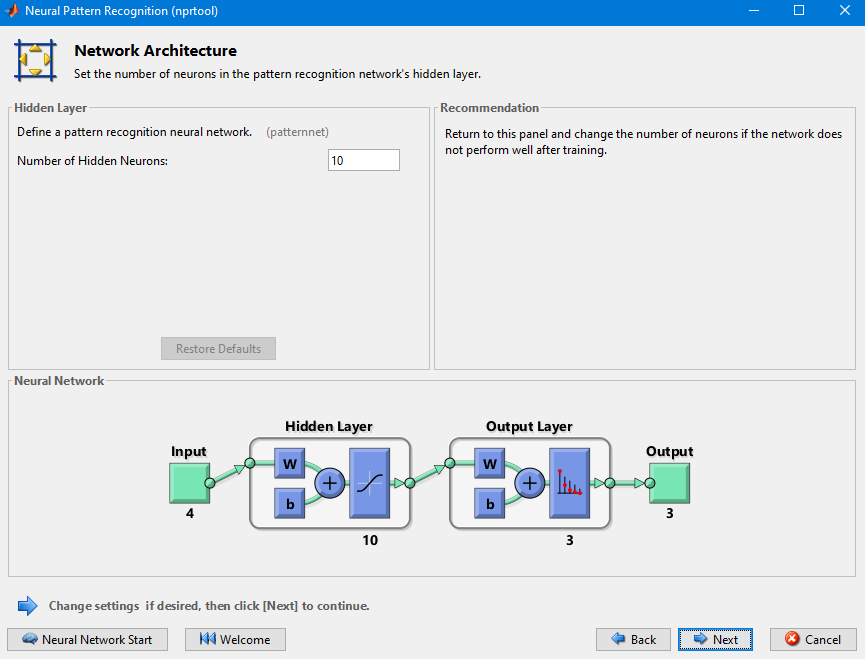 Neural Pattern Recognition (nprtool)
Network Architecture
Set the number of neurons in the pattern recognition network's hidden layer.
Hidden Layer
Define a pattern recognition neural network. (patternnet)
Number of Hidden Neurons: 10
Restore Defaults
Recommendation
Return to this panel and change the number of neurons if the network does
not perform well after training.
Neural Network
Hidden Layer
Output Layer
Input
Output
W
W
b
b
4
3
10
3
Change settings if desired, then click [Next] to continue.
Neural Network Start
Welcome
Back
Next
Cancel